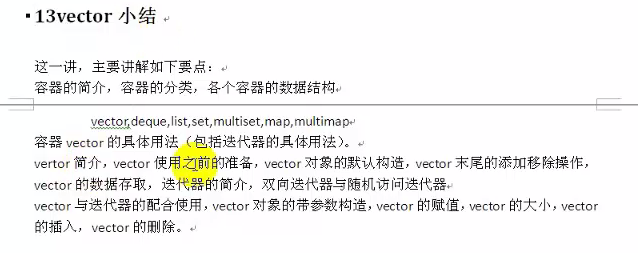 13vector 小结
这一讲，主要讲解如下要点：
容器的简介，容器的分类，各个容器的数据结构
vector,deque,list,set,multiset,map,multimap
容器 vector 的具体用法（包括迭代器的具体用法）。
vertor 简介，vector 使用之前的准备，vector 对象的默认构造，vector 末尾的添加移除操作，
vector 的数据存取，迭代器的简介，双向迭代器与随机访问迭代器
vector 与迭代器的配合使用，vector 对象的带参数构造，vector 的赋值，vector 的大小，vector
的插入，vector 的删除。